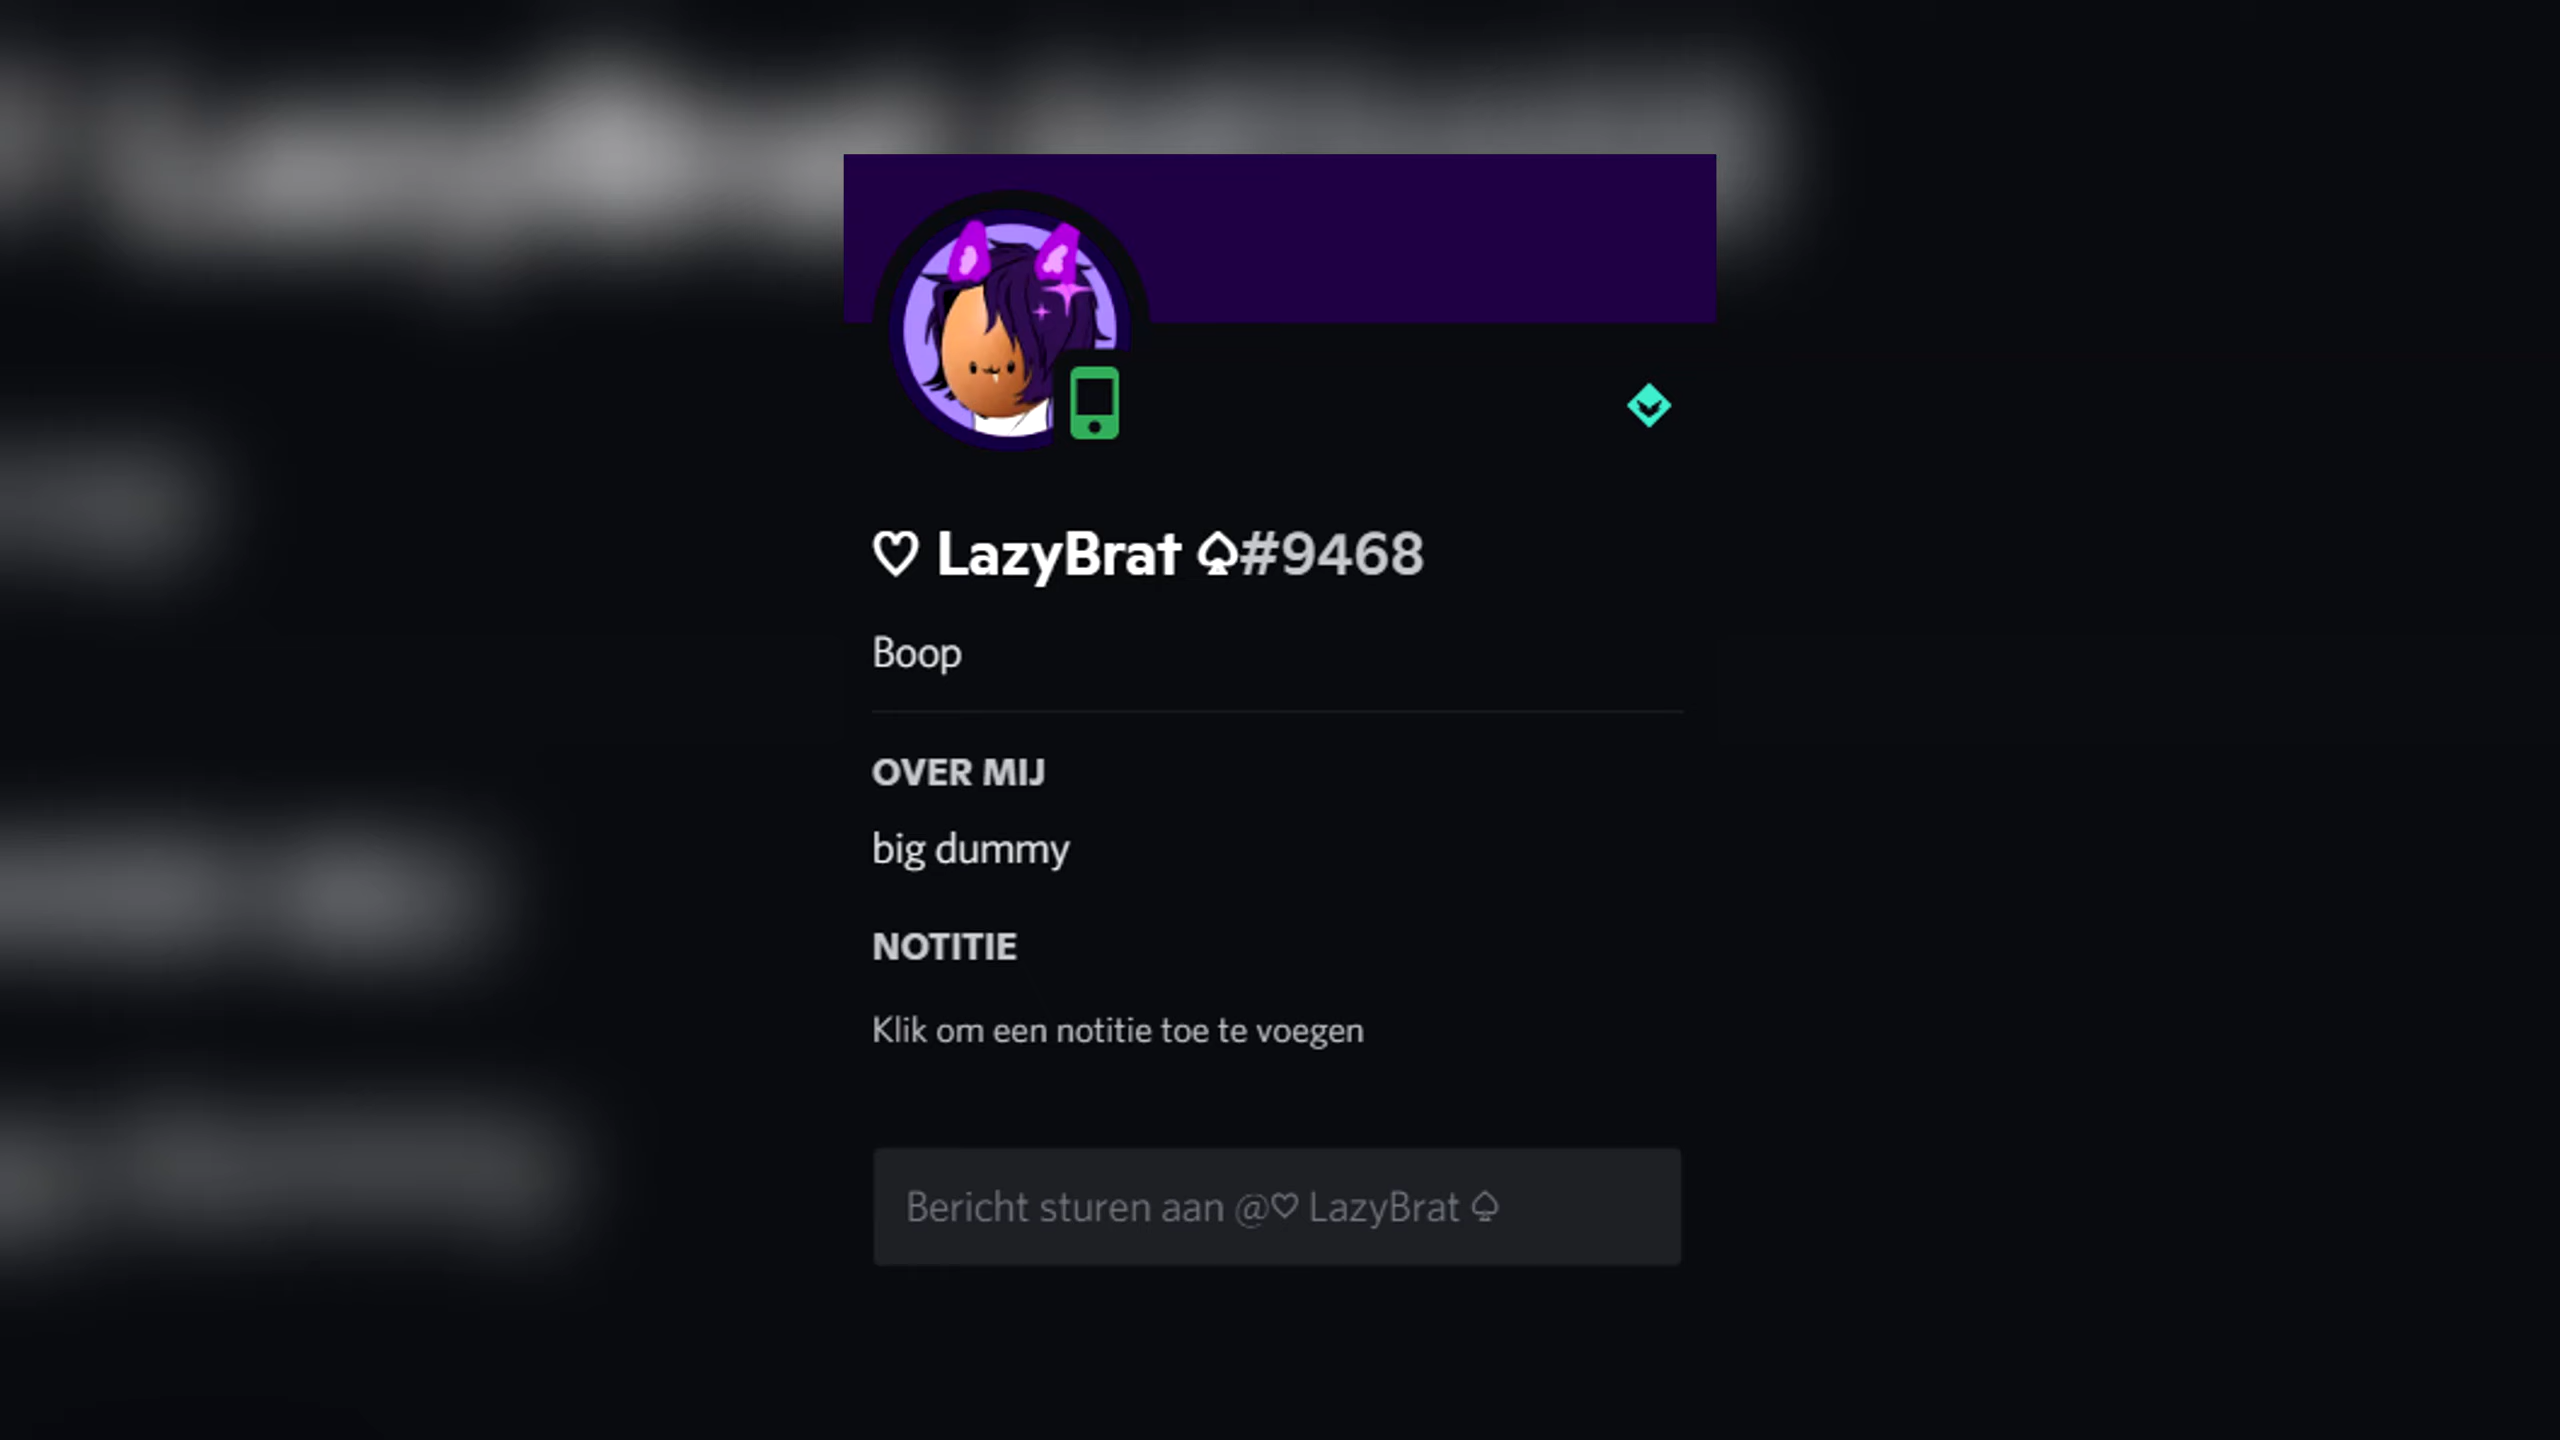 ♡ LazyBrat ♤#9468
Boop
OVER MIJ
big dummy
NOTITIE
Klik om een notitie toe te voegen
Bericht sturen aan @♡ LazyBrat ♤